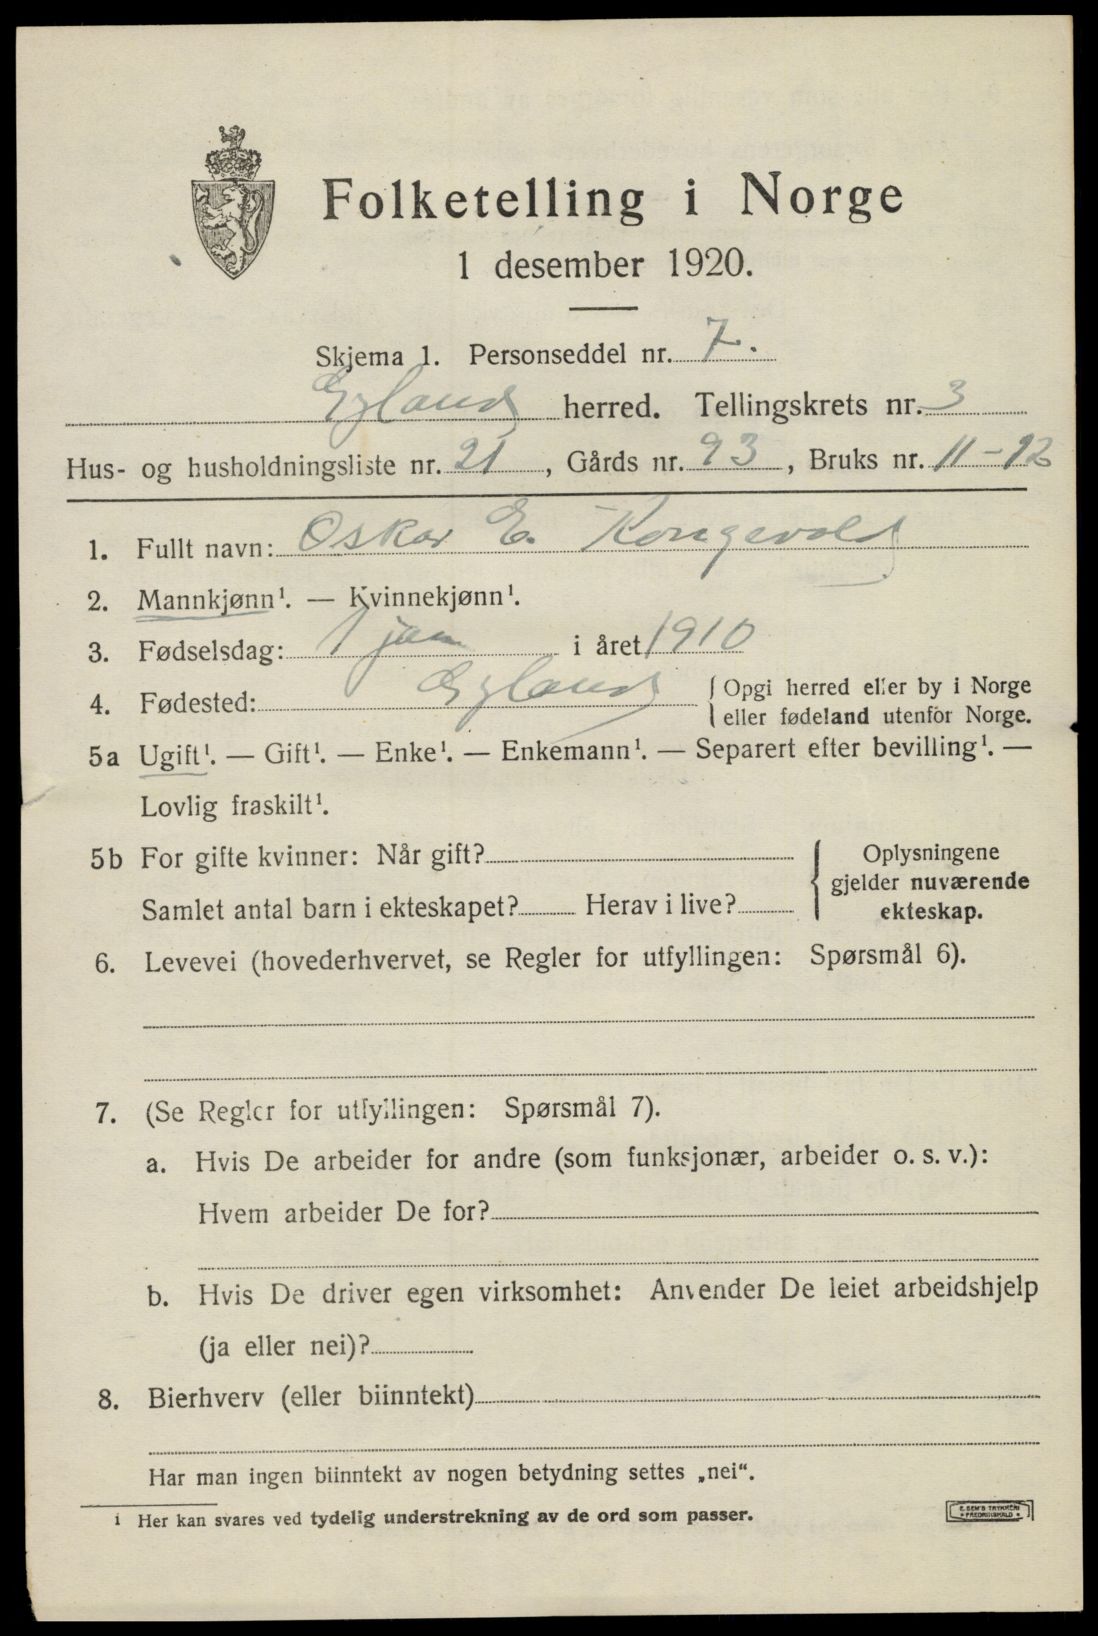 Folketelling i Norge
1 desember 1920.
Skjema 1. Personseddel nr. 7.
Gyland herred. Tellingskrets nr. 3
Hus- og husholdningsliste nr. 21, Gårds nr. 93, Bruks nr. 11-12
1. Fullt navn: Oskar E. Kongevold
2. Mannkjønn¹. — Kvinnekjønn¹.
3. Fødselsdag: 1 jan i året 1910
4. Fødested: Gyland { Opgi herred eller by i Norge
eller fødeland utenfor Norge.
5a Ugift¹. — Gift¹. — Enke¹. — Enkemann¹. — Separert efter bevilling¹. —
Lovlig fraskilt¹.
5b For gifte kvinner: Når gift?
Samlet antal barn i ekteskapet? Herav i live?
{ Oplysningene
gjelder nuværende
ekteskap.
6. Levevei (hovederhvervet, se Regler for utfyllingen: Spørsmål 6).
7. (Se Regler for utfyllingen: Spørsmål 7).
a. Hvis De arbeider for andre (som funksjonær, arbeider o. s. v.):
Hvem arbeider De for?
b. Hvis De driver egen virksomhet: Anvender De leiet arbeidshjelp
(ja eller nei)?
8. Bierhverv (eller biinntekt)
Har man ingen biinntekt av nogen betydning settes „nei“.
1 Her kan svares ved tydelig understrekning av de ord som passer.
E. SEM'S TRYKKERI
FREDRIKSHALD